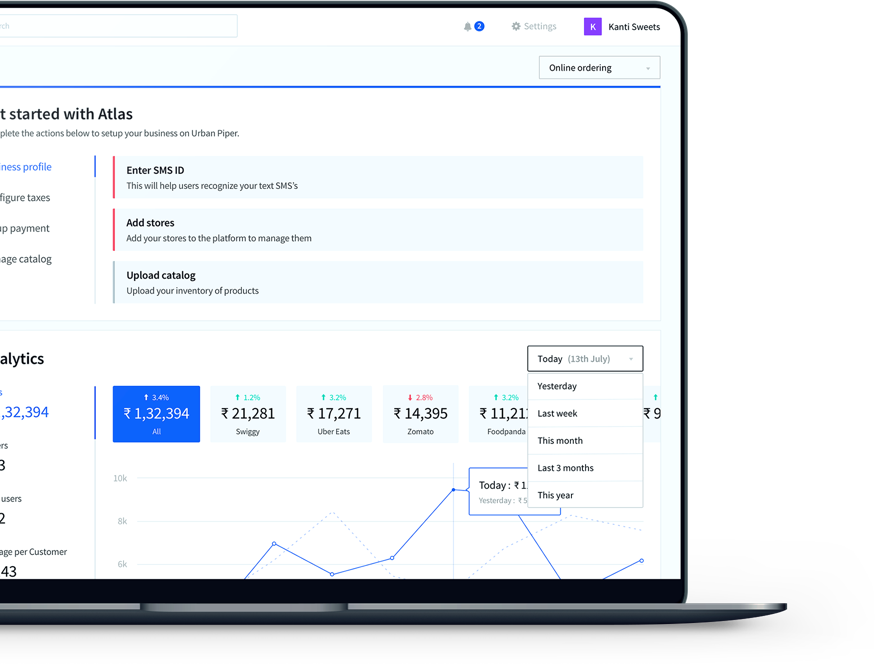 rch
2
Settings
K
Kanti Sweets
Online ordering
t started with Atlas
plete the actions below to setup your business on Urban Piper.
iness profile
figure taxes
up payment
nage catalog
Enter SMS ID
This will help users recognize your text SMS's
Add stores
Add your stores to the platform to manage them
Upload catalog
Upload your inventory of products
alytics
Today (13th July)
Yesterday
Last week
This month
Last 3 months
This year
s
,32,394
ers
3
users
2
age per Customer
43
3.4%
₹ 1,32,394
All
1.2%
₹ 21,281
Swiggy
3.2%
₹ 17,271
Uber Eats
2.8%
₹ 14,395
Zomato
3.2%
₹ 11,21
Foodpanda
₹ 9
10k
8k
6k
Today : ₹ 1
Yesterday : ₹ 5